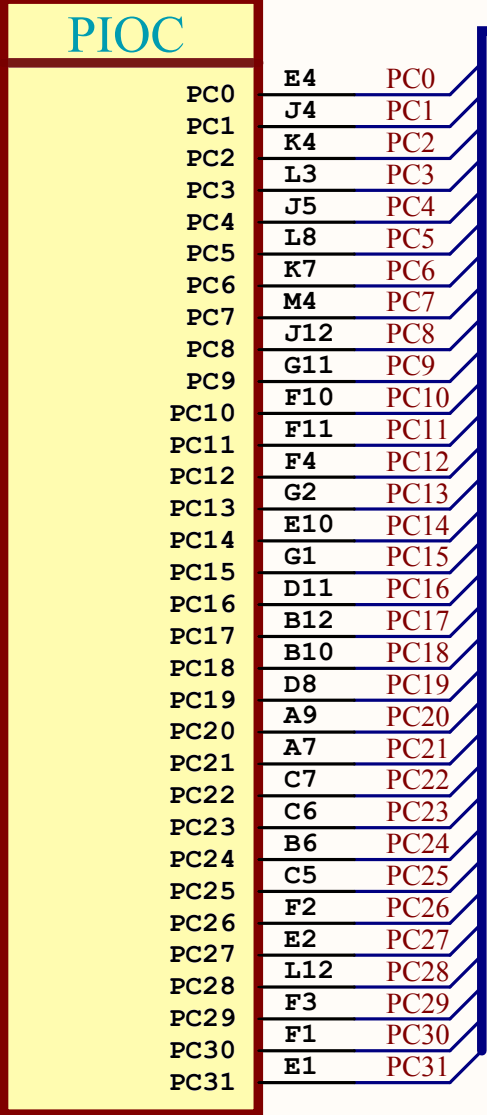 PIOC
PC0 E4 PC0
PC1 J4 PC1
PC2 K4 PC2
PC3 L3 PC3
PC4 J5 PC4
PC5 L8 PC5
PC6 K7 PC6
PC7 M4 PC7
PC8 J12 PC8
PC9 G11 PC9
PC10 F10 PC10
PC11 F11 PC11
PC12 F4 PC12
PC13 G2 PC13
PC14 E10 PC14
PC15 G1 PC15
PC16 D11 PC16
PC17 B12 PC17
PC18 B10 PC18
PC19 D8 PC19
PC20 A9 PC20
PC21 A7 PC21
PC22 C7 PC22
PC23 C6 PC23
PC24 B6 PC24
PC25 C5 PC25
PC26 F2 PC26
PC27 E2 PC27
PC28 L12 PC28
PC29 F3 PC29
PC30 F1 PC30
PC31 E1 PC31